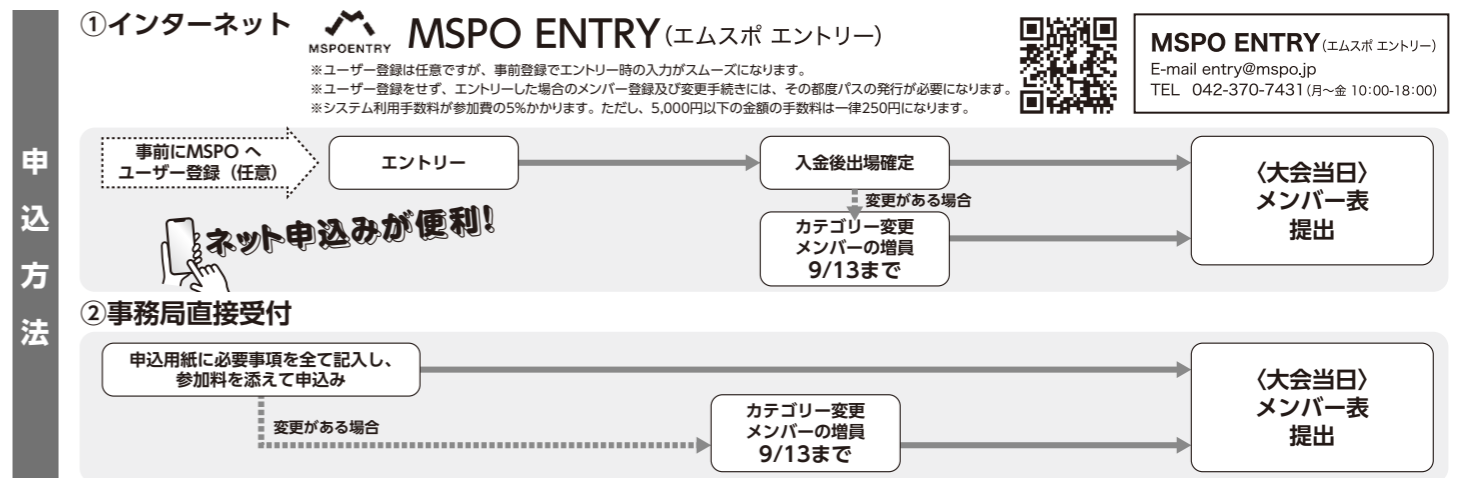 申込方法
①インターネット
MSPOENTRY
MSPO ENTRY(エムスポ エントリー)
※ユーザー登録は任意ですが、事前登録でエントリー時の入力がスムーズになります。
※ユーザー登録をせず、エントリーした場合のメンバー登録及び変更手続きには、その都度パスの発行が必要になります。
※システム利用手数料が参加費の5%かかります。ただし、5,000円以下の金額の手数料は一律250円になります。
MSPO ENTRY(エムスポ エントリー)
E-mail entry@mspo.jp
TEL 042-370-7431(月〜金 10:00-18:00)
事前にMSPO へ
ユーザー登録（任意）
エントリー
入金後出場確定
変更がある場合
カテゴリー変更
メンバーの増員
9/13まで
〈大会当日〉
メンバー表
提出
ネット申込みが便利!
②事務局直接受付
申込用紙に必要事項を全て記入し、
参加料を添えて申込み
変更がある場合
カテゴリー変更
メンバーの増員
9/13まで
〈大会当日〉
メンバー表
提出